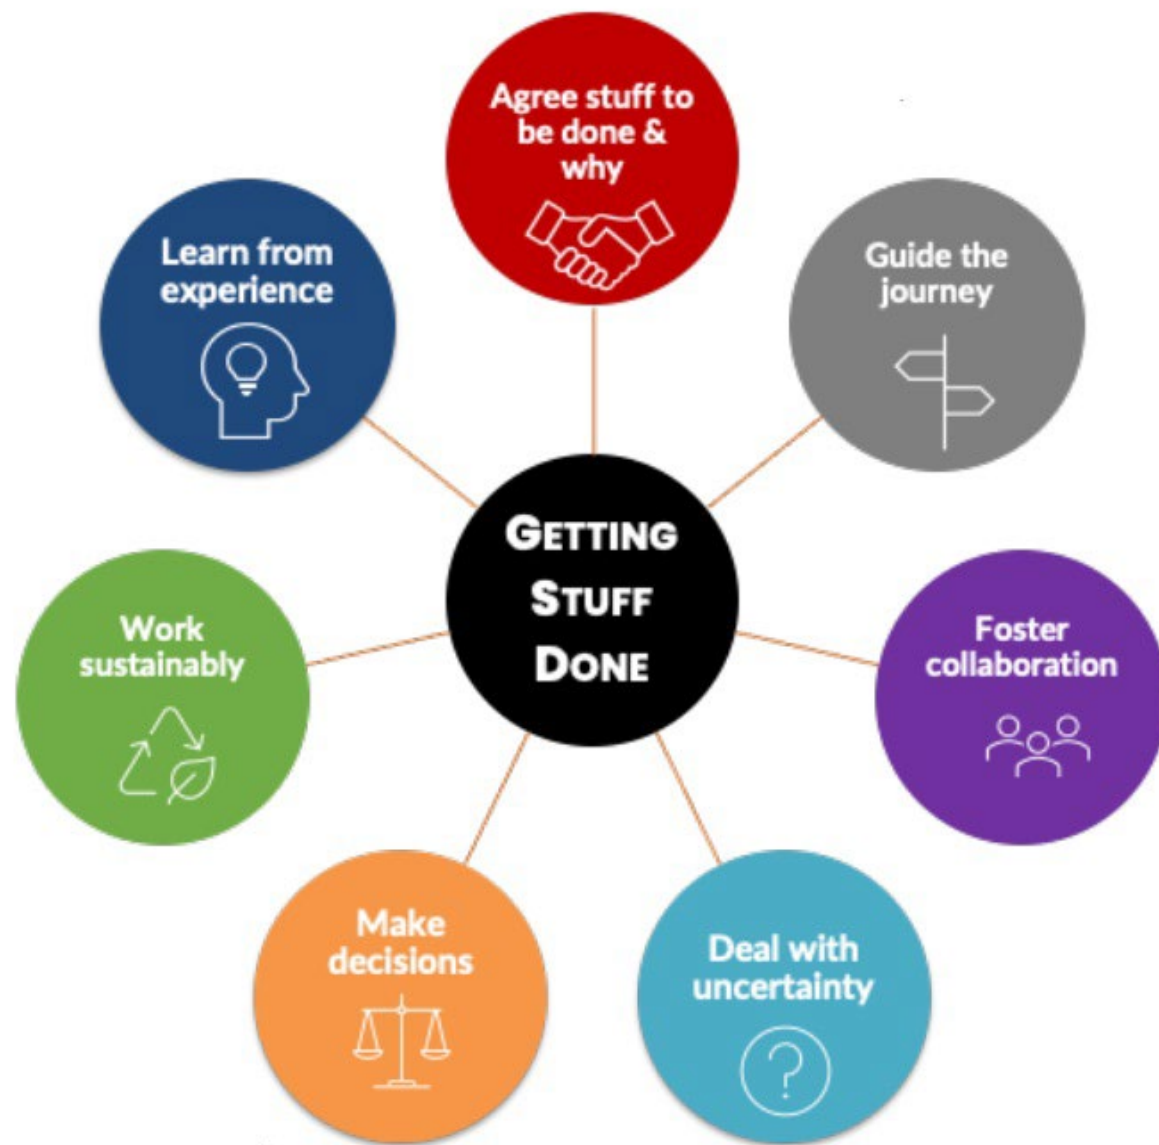 Agree stuff to
be done &
why
Guide the
journey
Foster
collaboration
Deal with
uncertainty
Make
decisions
Work
sustainably
Learn from
experience
GETTING
STUFF
DONE
?